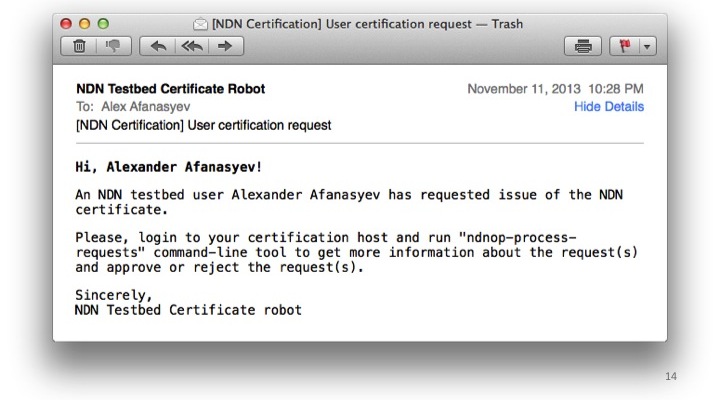 [NDN Certification] User certification request — Trash
NDN Testbed Certificate Robot
November 11, 2013 10:28 PM
To: Alex Afanasyev
Hide Details
[NDN Certification] User certification request
Hi, Alexander Afanasyev!
An NDN testbed user Alexander Afanasyev has requested issue of the NDN
certificate.
Please, login to your certification host and run "ndnop-process-
requests" command-line tool to get more information about the request(s)
and approve or reject the request(s).
Sincerely,
NDN Testbed Certificate robot
14